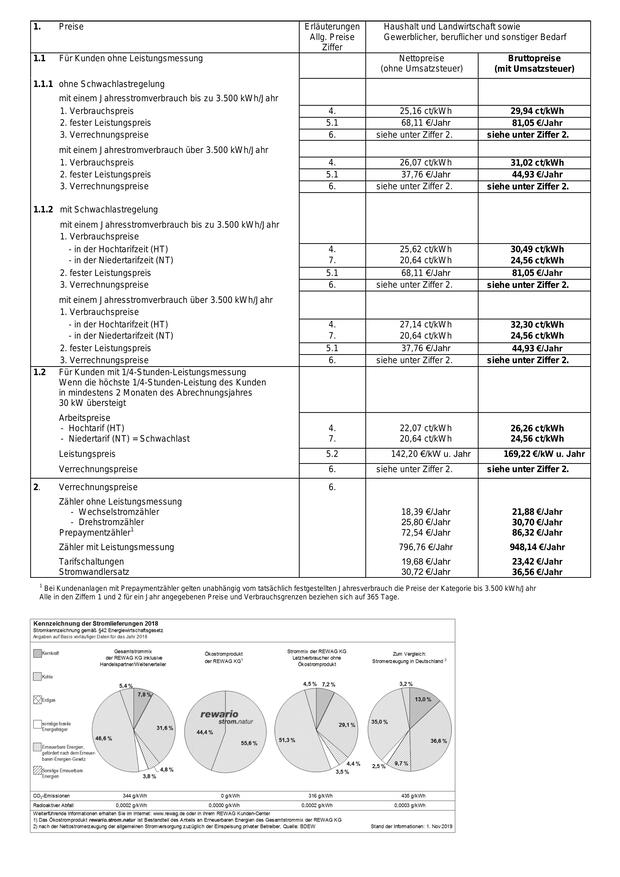 1. Preise Erläuterungen Haushalt und Landwirtschaft sowie
Allg. Preise Gewerblicher, beruflicher und sonstiger Bedarf
Ziffer
1.1 Für Kunden ohne Leistungsmessung Nettopreise Bruttopreise
(ohne Umsatzsteuer) (mit Umsatzsteuer)
1.1.1 ohne Schwachlastregelung
mit einem Jahresstromverbrauch bis zu 3.500 kWh/Jahr
1. Verbrauchspreis 4. 25,16 ct/kWh 29,94 ct/kWh
2. fester Leistungspreis 5.1 68,11 €/Jahr 81,05 €/Jahr
3. Verrechnungspreise 6. siehe unter Ziffer 2. siehe unter Ziffer 2.
mit einem Jahrestromverbrauch über 3.500 kWh/Jahr
1. Verbrauchspreis 4. 26,07 ct/kWh 31,02 ct/kWh
2. fester Leistungspreis 5.1 37,76 €/Jahr 44,93 €/Jahr
3. Verrechnungspreise 6. siehe unter Ziffer 2. siehe unter Ziffer 2.
1.1.2 mit Schwachlastregelung
mit einem Jahresstromverbrauch bis zu 3.500 kWh/Jahr
1. Verbrauchspreise
- in der Hochtarifzeit (HT) 4. 25,62 ct/kWh 30,49 ct/kWh
- in der Niedertarifzeit (NT) 7. 20,64 ct/kWh 24,56 ct/kWh
2. fester Leistungspreis 5.1 68,11 €/Jahr 81,05 €/Jahr
3. Verrechnungspreise 6. siehe unter Ziffer 2. siehe unter Ziffer 2.
mit einem Jahresstromverbrauch über 3.500 kWh/Jahr
1. Verbrauchspreise
- in der Hochtarifzeit (HT) 4. 27,14 ct/kWh 32,30 ct/kWh
- in der Niedertarifzeit (NT) 7. 20,64 ct/kWh 24,56 ct/kWh
2. fester Leistungspreis 5.1 37,76 €/Jahr 44,93 €/Jahr
3. Verrechnungspreise 6. siehe unter Ziffer 2. siehe unter Ziffer 2.
1.2 Für Kunden mit 1/4-Stunden-Leistungsmessung
Wenn die höchste 1/4-Stunden-Leistung des Kunden
in mindestens 2 Monaten des Abrechnungsjahres
30 kW übersteigt
Arbeitspreise
- Hochtarif (HT) 4. 22,07 ct/kWh 26,26 ct/kWh
- Niedertarif (NT) = Schwachlast 7. 20,64 ct/kWh 24,56 ct/kWh
Leistungspreis 5.2 142,20 €/kW u. Jahr 169,22 €/kW u. Jahr
Verrechnungspreise 6. siehe unter Ziffer 2. siehe unter Ziffer 2.
2. Verrechnungspreise 6.
Zähler ohne Leistungsmessung
- Wechselstromzähler 18,39 €/Jahr 21,88 €/Jahr
- Drehstromzähler 25,80 €/Jahr 30,70 €/Jahr
Prepaymentzähler1 72,54 €/Jahr 86,32 €/Jahr
Zähler mit Leistungsmessung 796,76 €/Jahr 948,14 €/Jahr
Tarifschaltungen 19,68 €/Jahr 23,42 €/Jahr
Stromwandlersatz 30,72 €/Jahr 36,56 €/Jahr
1 Bei Kundenanlagen mit Prepaymentzähler gelten unabhängig vom tatsächlich festgestellten Jahresverbrauch die Preise der Kategorie bis 3.500 kWh/Jahr
Alle in den Ziffern 1 und 2 für ein Jahr angegebenen Preise und Verbrauchsgrenzen beziehen sich auf 365 Tage.
Kennzeichnung der Stromlieferungen 2018
Stromkennzeichnung gemäß §42 Energiewirtschaftsgesetz
Angaben auf Basis vorläufiger Daten für das Jahr 2018
Kernkraft
Kohle
Erdgas
sonstige fossile
Energieträger
Erneuerbare Energien,
gefördert nach dem Erneuer-
baren-Energien-Gesetz
Sonstige Erneuerbare
Energien
Gesamtstrommix
der REWAG KG inklusive
Handelspartner/Weiterverteiler
5,4 %
7,8 %
31,6 %
4,8 %
3,8 %
46,6 %
Ökostromprodukt
der REWAG KG1
rewario
strom.natur
44,4 %
55,6 %
Strommix der REWAG KG
Letztverbraucher ohne
Ökostromprodukt
4,5 %
7,2 %
29,1 %
4,4 %
3,5 %
51,3 %
Zum Vergleich:
Stromerzeugung in Deutschland 2
3,2 %
13,0 %
36,6 %
9,7 %
2,5 %
35,0 %
CO2-Emissionen 344 g/kWh 0 g/kWh 316 g/kWh 435 g/kWh
Radioaktiver Abfall 0,0002 g/kWh 0,0000 g/kWh 0,0002 g/kWh 0,0003 g/kWh
Weiterführende Informationen erhalten Sie im Internet: www.rewag.de oder in Ihrem REWAG Kunden-Center
1) Das Ökostromprodukt rewario.strom.natur ist Bestandteil des Anteils an Erneuerbaren Energien des Gesamtstrommix der REWAG KG
2) nach der Nettostromerzeugung der allgemeinen Stromversorgung zuzüglich der Einspeisung privater Betreiber, Quelle: BDEW Stand der Informationen: 1. Nov 2019